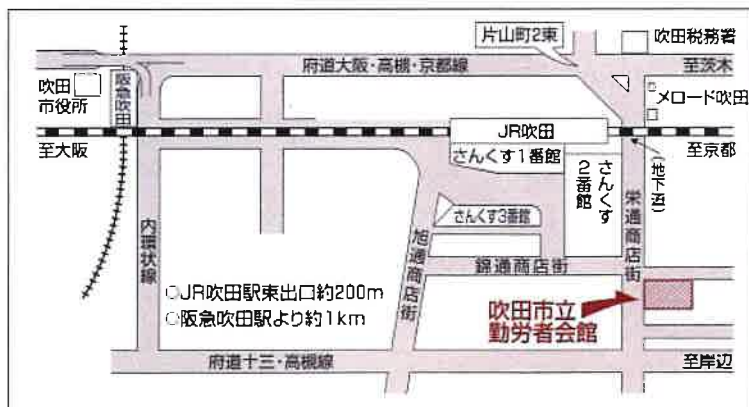 片山町2東
吹田税務署
府道大阪・高槻・京都線
至茨木
吹田
市役所
阪急吹田
メロード吹田
JR吹田
至大阪
さんくす1番館
さんくす
2番館
(地下道)
至京都
内環状線
さんくす3番館
旭通商店街
錦通商店街
栄通商店街
○JR吹田駅東出口約200m
○阪急吹田駅より約1km
吹田市立
勤労者会館
府道十三・高槻線
至岸辺